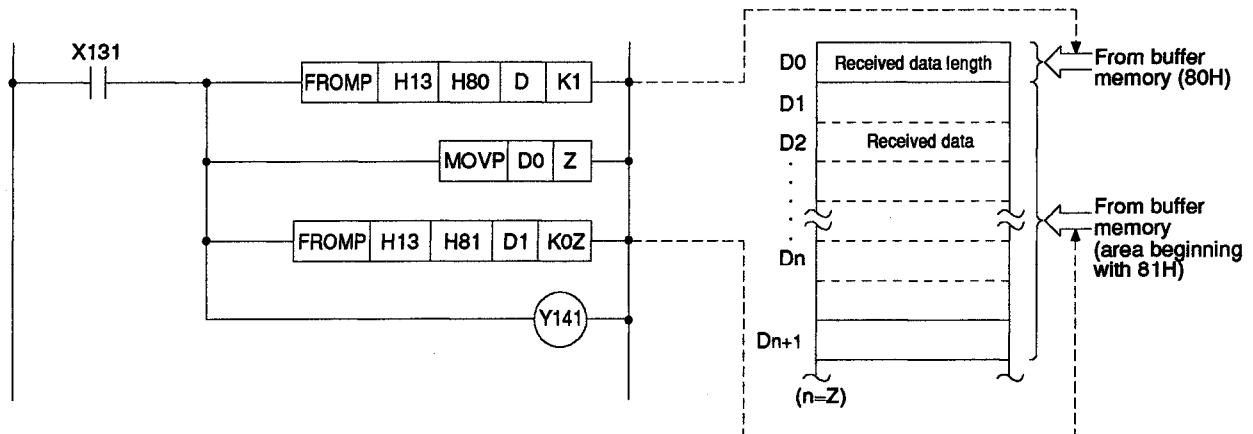 X131
FROMP H13 H80 D K1
MOVP D0 Z
FROMP H13 H81 D1 K0Z
Y141
D0 Received data length
D1
D2 Received data
Dn
Dn+1
(n=Z)
From buffer
memory (80H)
From buffer
memory
(area beginning
with 81H)